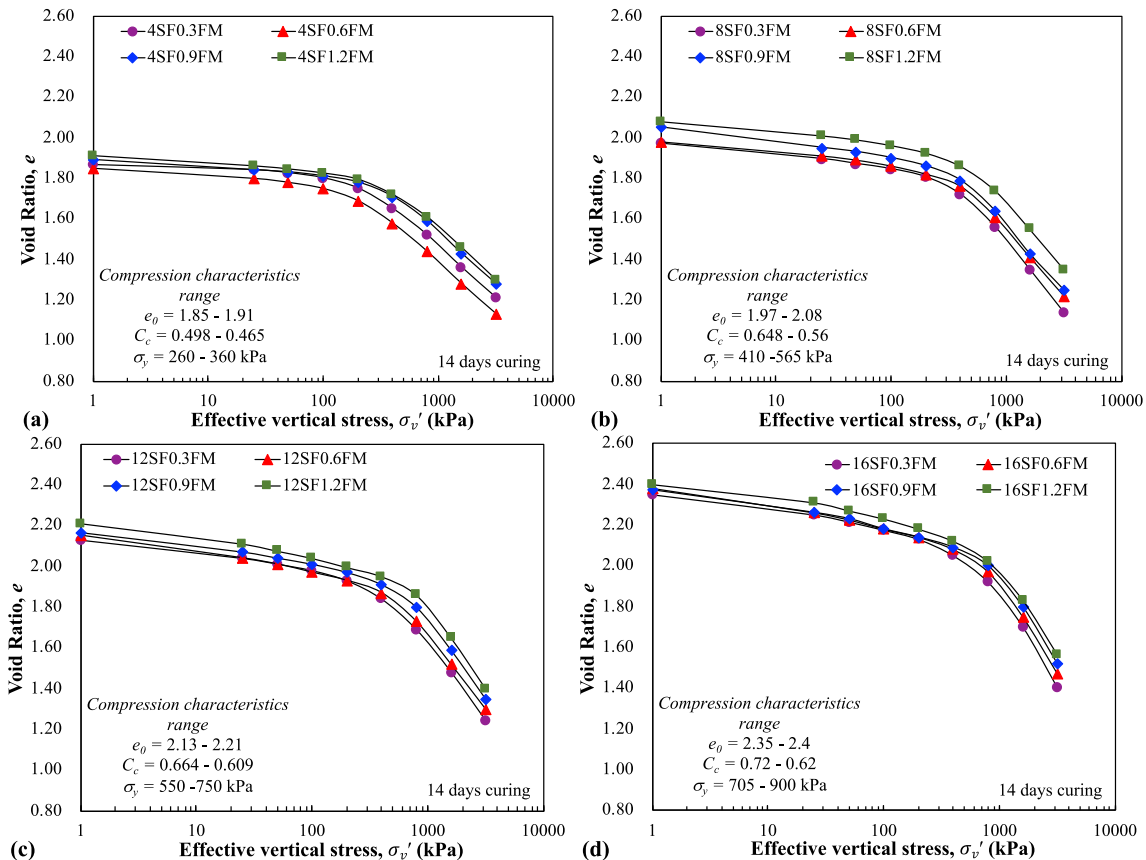 4SF0.3FM 4SF0.6FM
4SF0.9FM 4SF1.2FM
2.60
2.40
2.20
2.00
1.80
1.60
1.40
1.20
1.00
0.80
Void Ratio, e
Compression characteristics
range
e0 = 1.85 - 1.91
Cc = 0.498 - 0.465
σy = 260 - 360 kPa
14 days curing
1 10 100 1000 10000
(a) Effective vertical stress, σv′ (kPa)
8SF0.3FM 8SF0.6FM
8SF0.9FM 8SF1.2FM
2.60
2.40
2.20
2.00
1.80
1.60
1.40
1.20
1.00
0.80
Void Ratio, e
Compression characteristics
range
e0 = 1.97 - 2.08
Cc = 0.648 - 0.56
σy = 410 -565 kPa
14 days curing
1 10 100 1000 10000
(b) Effective vertical stress, σv′ (kPa)
12SF0.3FM 12SF0.6FM
12SF0.9FM 12SF1.2FM
2.60
2.40
2.20
2.00
1.80
1.60
1.40
1.20
1.00
0.80
Void Ratio, e
Compression characteristics
range
e0 = 2.13 - 2.21
Cc = 0.664 - 0.609
σy = 550 -750 kPa
14 days curing
1 10 100 1000 10000
(c) Effective vertical stress, σv′ (kPa)
16SF0.3FM 16SF0.6FM
16SF0.9FM 16SF1.2FM
2.60
2.40
2.20
2.00
1.80
1.60
1.40
1.20
1.00
0.80
Void Ratio, e
Compression characteristics
range
e0 = 2.35 - 2.4
Cc = 0.72 - 0.62
σy = 705 - 900 kPa
14 days curing
1 10 100 1000 10000
(d) Effective vertical stress, σv′ (kPa)